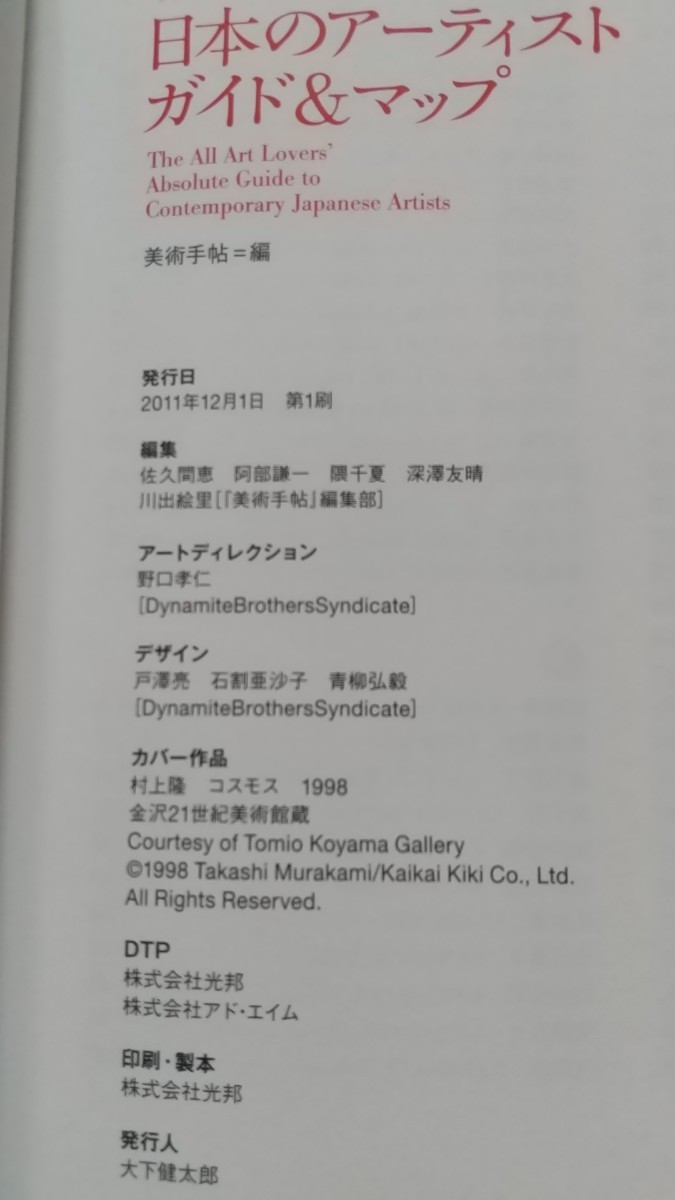 日本のアーティスト
ガイド&マップ
The All Art Lovers'
Absolute Guide to
Contemporary Japanese Artists
美術手帖=編
発行日
2011年12月1日 第1刷
編集
佐久間恵 阿部謙一 隈千夏 深澤友晴
川出絵里[『美術手帖』編集部]
アートディレクション
野口孝仁
[DynamiteBrothersSyndicate]
デザイン
戸澤亮 石割亜沙子 青柳弘毅
[DynamiteBrothersSyndicate]
カバー作品
村上隆 コスモス 1998
金沢21世紀美術館蔵
Courtesy of Tomio Koyama Gallery
©1998 Takashi Murakami/Kaikai Kiki Co., Ltd.
All Rights Reserved.
DTP
株式会社光邦
株式会社アド・エイム
印刷・製本
株式会社光邦
発行人
大下健太郎